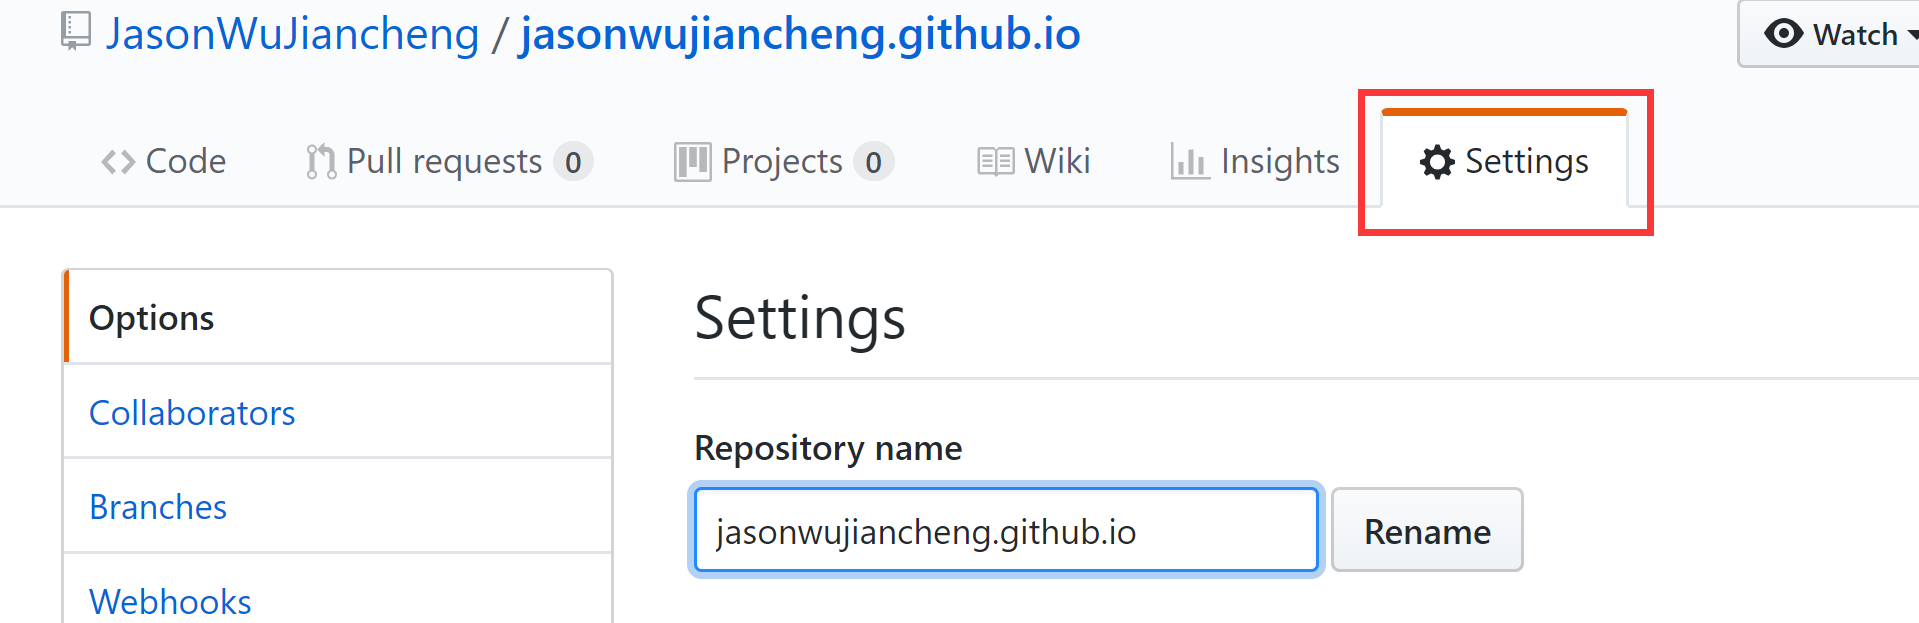 JasonWuJiancheng / jasonwujiancheng.github.io
Watch
Code Pull requests 0 Projects 0 Wiki Insights Settings
Options
Collaborators
Branches
Webhooks
Settings
Repository name
jasonwujiancheng.github.io Rename